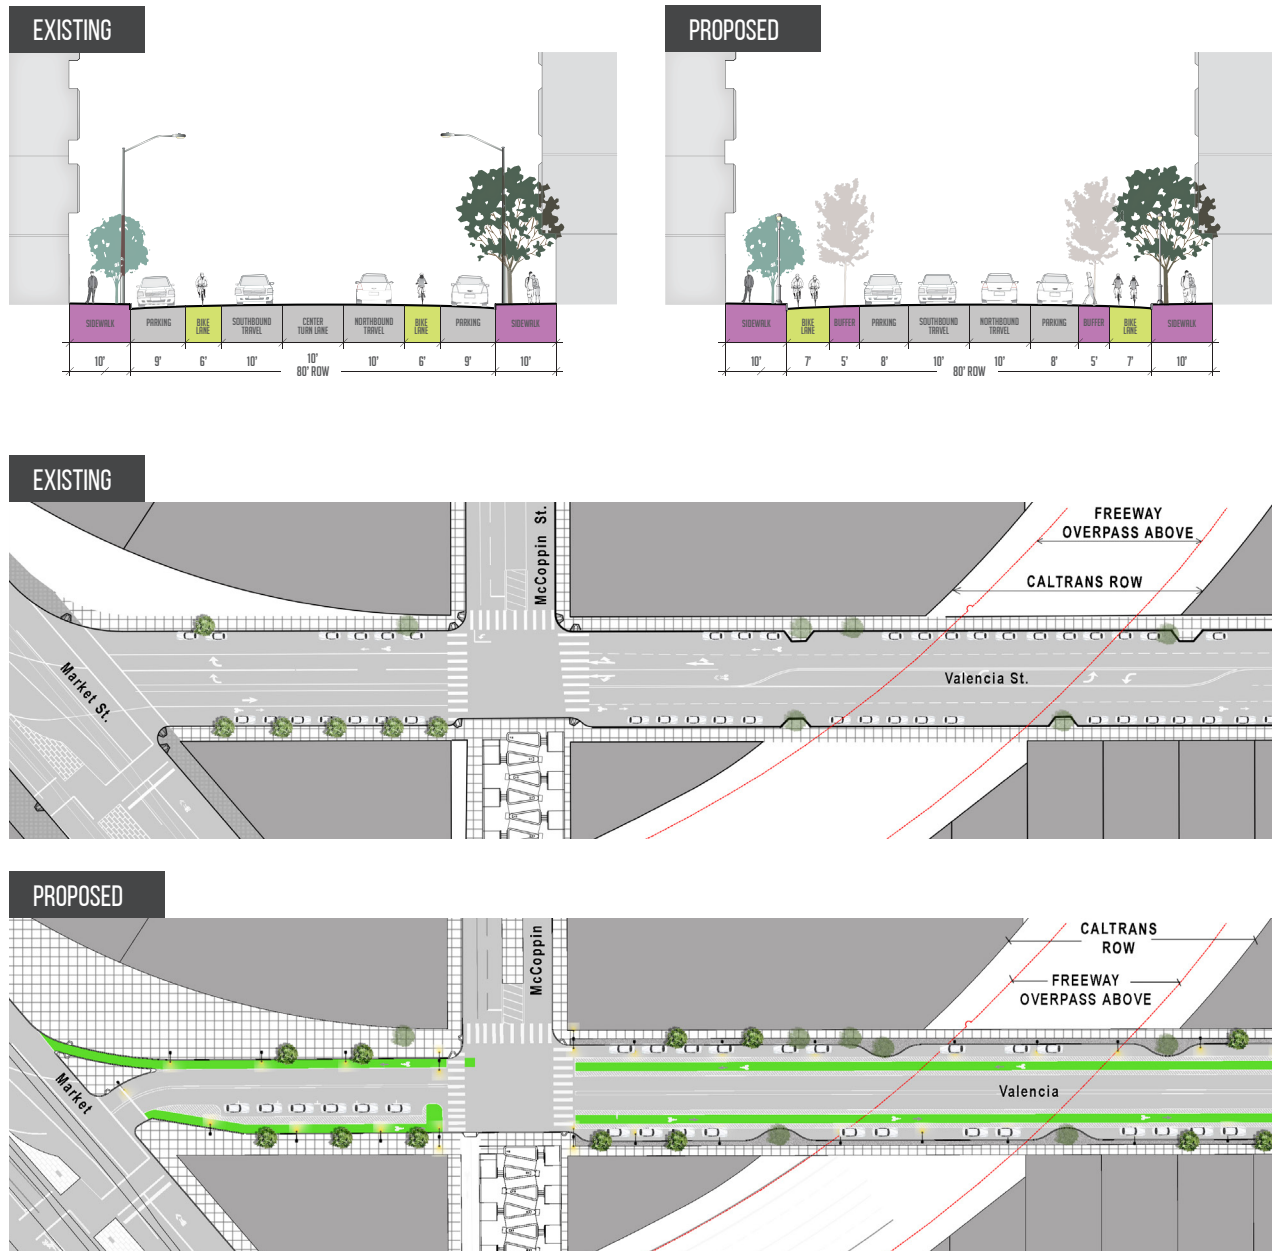 EXISTING
SIDEWALK
PARKING
BIKE
LANE
SOUTHBOUND
TRAVEL
CENTER
TURN LANE
NORTHBOUND
TRAVEL
BIKE
LANE
PARKING
SIDEWALK
10' 9' 6' 10' 10' 10' 6' 9' 10'
80' ROW
PROPOSED
SIDEWALK
BIKE
LANE
BUFFER
PARKING
SOUTHBOUND
TRAVEL
NORTHBOUND
TRAVEL
PARKING
BUFFER
BIKE
LANE
SIDEWALK
10' 7' 5' 8' 10' 10' 8' 5' 7' 10'
80' ROW
EXISTING
McCoppin St.
FREEWAY
OVERPASS ABOVE
CALTRANS ROW
Market St.
Valencia St.
PROPOSED
McCoppin
CALTRANS
ROW
FREEWAY
OVERPASS ABOVE
Market
Valencia